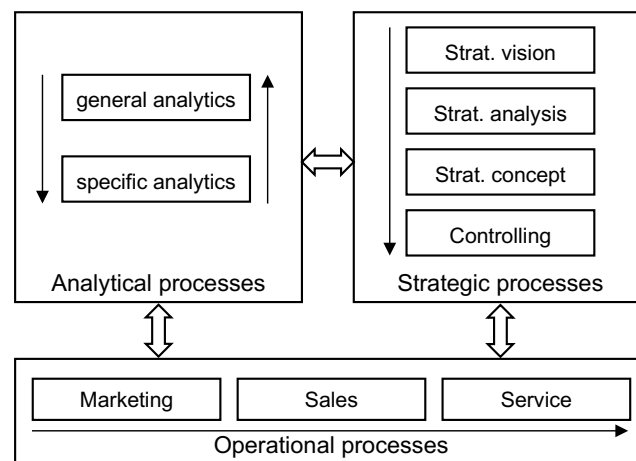 general analytics
specific analytics
Analytical processes
Strat. vision
Strat. analysis
Strat. concept
Controlling
Strategic processes
Marketing
Sales
Service
Operational processes